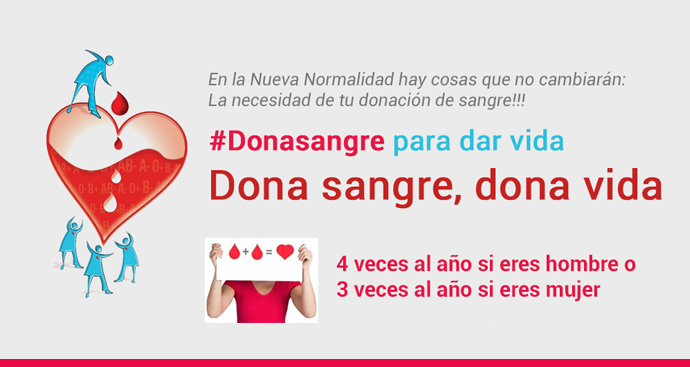 En la Nueva Normalidad hay cosas que no cambiarán:
La necesidad de tu donación de sangre!!!
#Donasangre para dar vida
Dona sangre, dona vida
4 veces al año si eres hombre o
3 veces al año si eres mujer